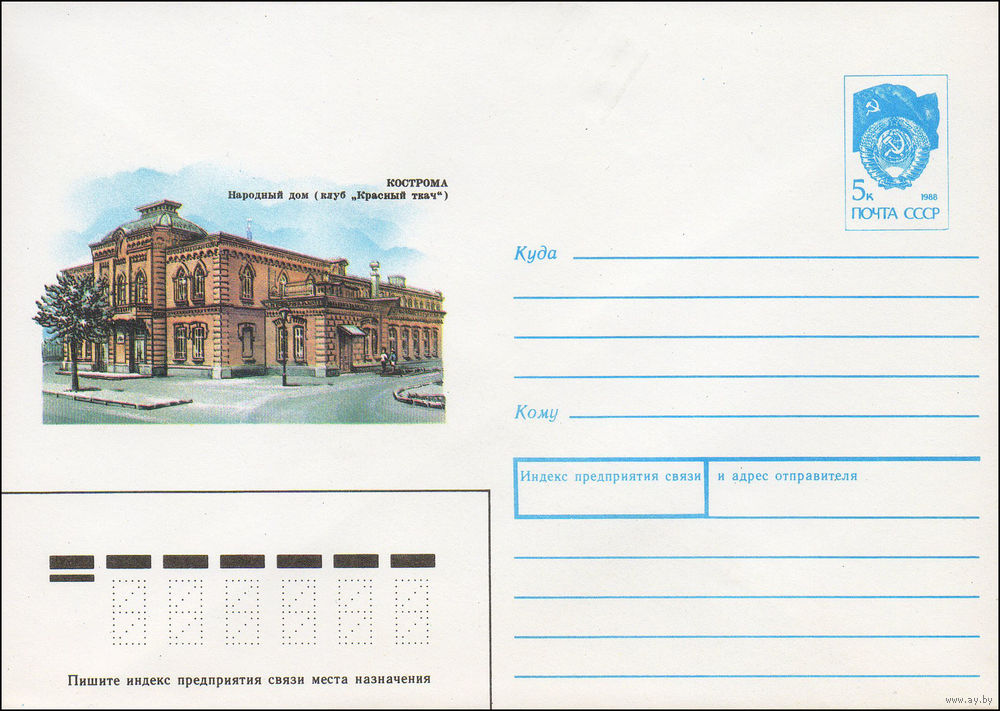 КОСТРОМА
Народный дом (клуб „Красный ткач“)
5к
1988
ПОЧТА СССР
Куда
Кому
Индекс предприятия связи и адрес отправителя
Пишите индекс предприятия связи места назначения
www.ay.by